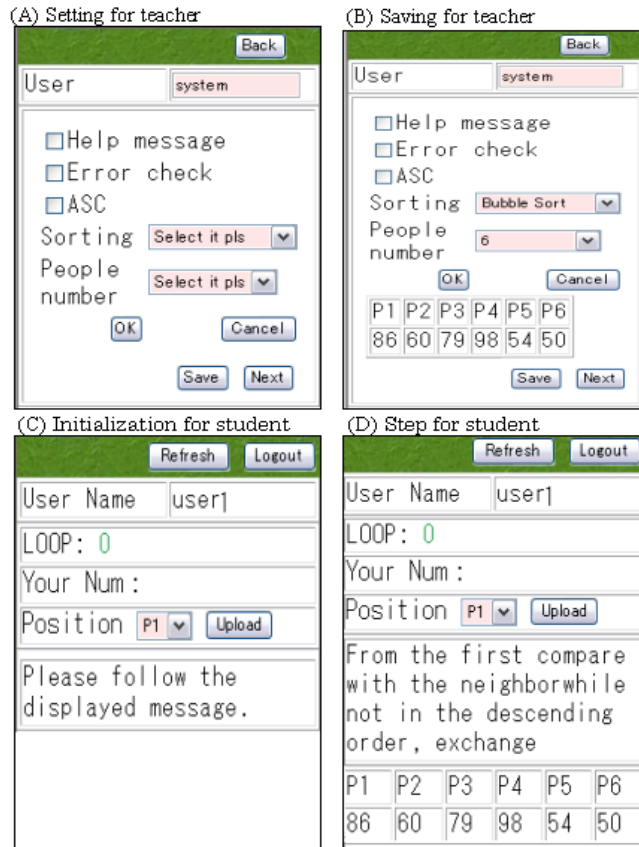 (A) Setting for teacher
Back
User system
Help message
Error check
ASC
Sorting Select it pls
People
number Select it pls
OK Cancel
Save Next
(B) Saving for teacher
Back
User system
Help message
Error check
ASC
Sorting Bubble Sort
People
number 6
OK Cancel
P1 P2 P3 P4 P5 P6
86 60 79 98 54 50
Save Next
(C) Initialization for student
Refresh Logout
User Name user1
LOOP: 0
Your Num:
Position P1 Upload
Please follow the
displayed message.
(D) Step for student
Refresh Logout
User Name user1
LOOP: 0
Your Num:
Position P1 Upload
From the first compare
with the neighborwhile
not in the descending
order, exchange
P1 P2 P3 P4 P5 P6
86 60 79 98 54 50